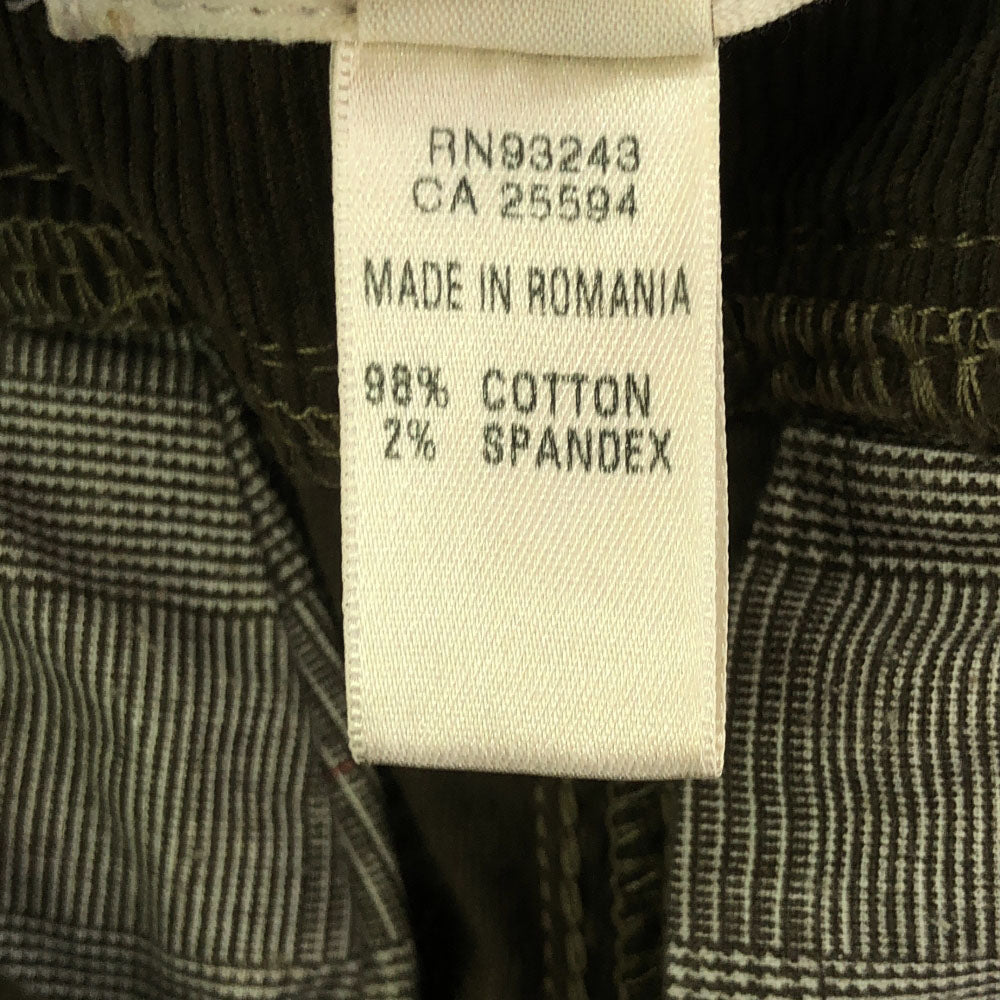 RN93243
CA 25594
MADE IN ROMANIA
98% COTTON
2% SPANDEX